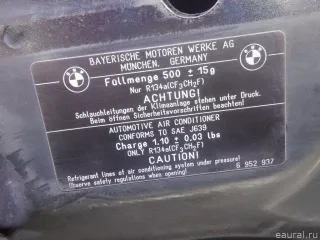 BAYERISCHE MOTOREN WERKE AG
MÜNCHEN, GERMANY
Füllmenge 500 ± 15g
Nur R134a(CF3CH2F)
ACHTUNG!
Schlauchleitungen der Klimaanlage stehen unter Druck.
Beim Öffnen Sicherheitsvorschriften beachten!
AUTOMOTIVE AIR CONDITIONER
CONFORMS TO SAE J639
Charge 1.10 ± 0.03 lbs
ONLY R134a(CF3CH2F)
CAUTION!
Refrigerant lines of air conditioning system under pressure!
Observe safety regulations when opening!
6 952 937
eaural.ru